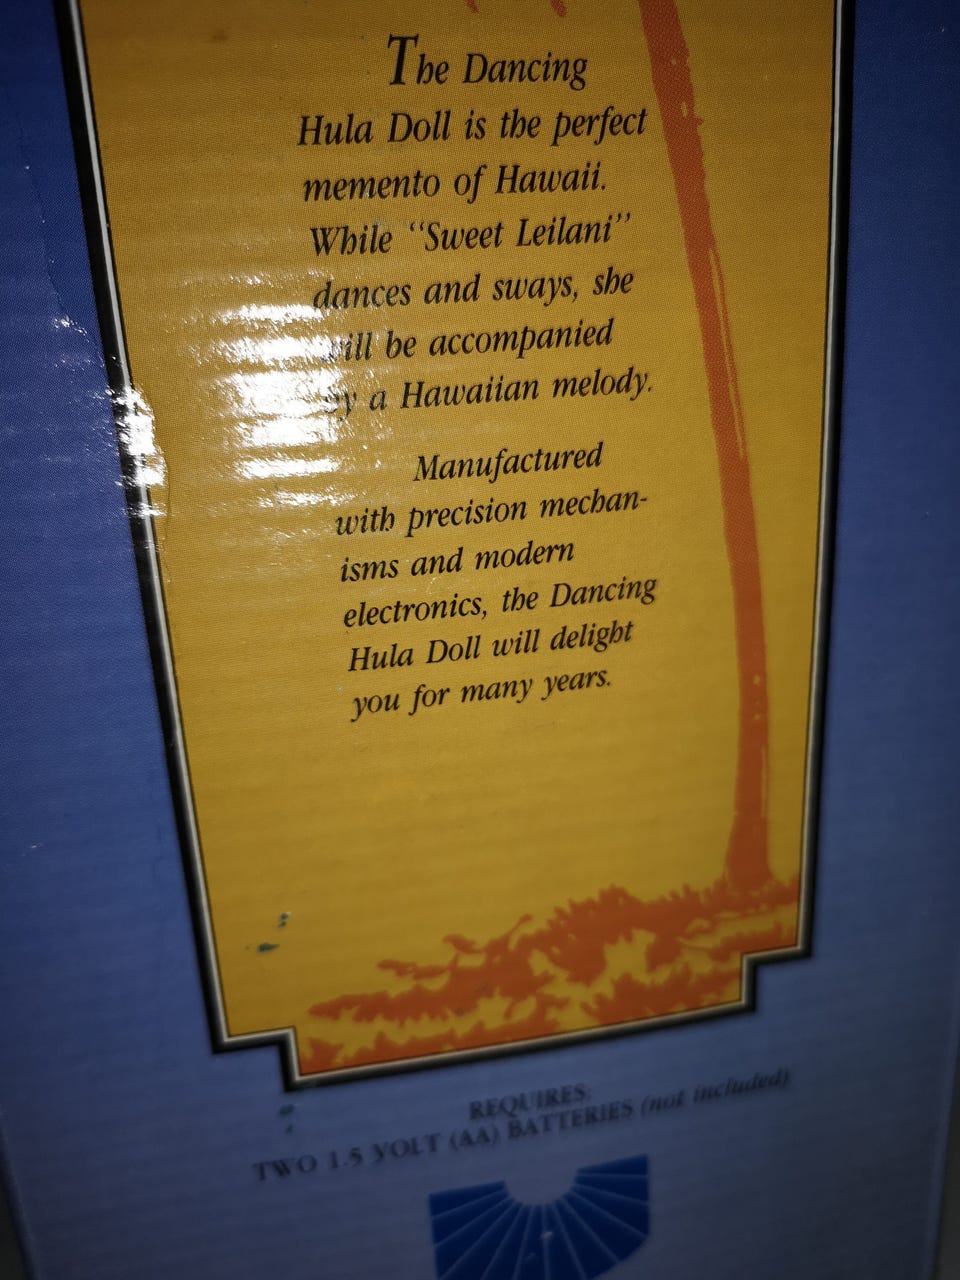 The Dancing
Hula Doll is the perfect
memento of Hawaii.
While “Sweet Leilani”
dances and sways, she
will be accompanied
by a Hawaiian melody.
Manufactured
with precision mechan-
isms and modern
electronics, the Dancing
Hula Doll will delight
you for many years.
REQUIRES:
TWO 1.5 VOLT (AA) BATTERIES (not included)